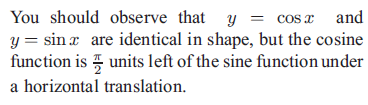 You should observe that y = cos x and
y = sin x are identical in shape, but the cosine
function is π/2 units left of the sine function under
a horizontal translation.